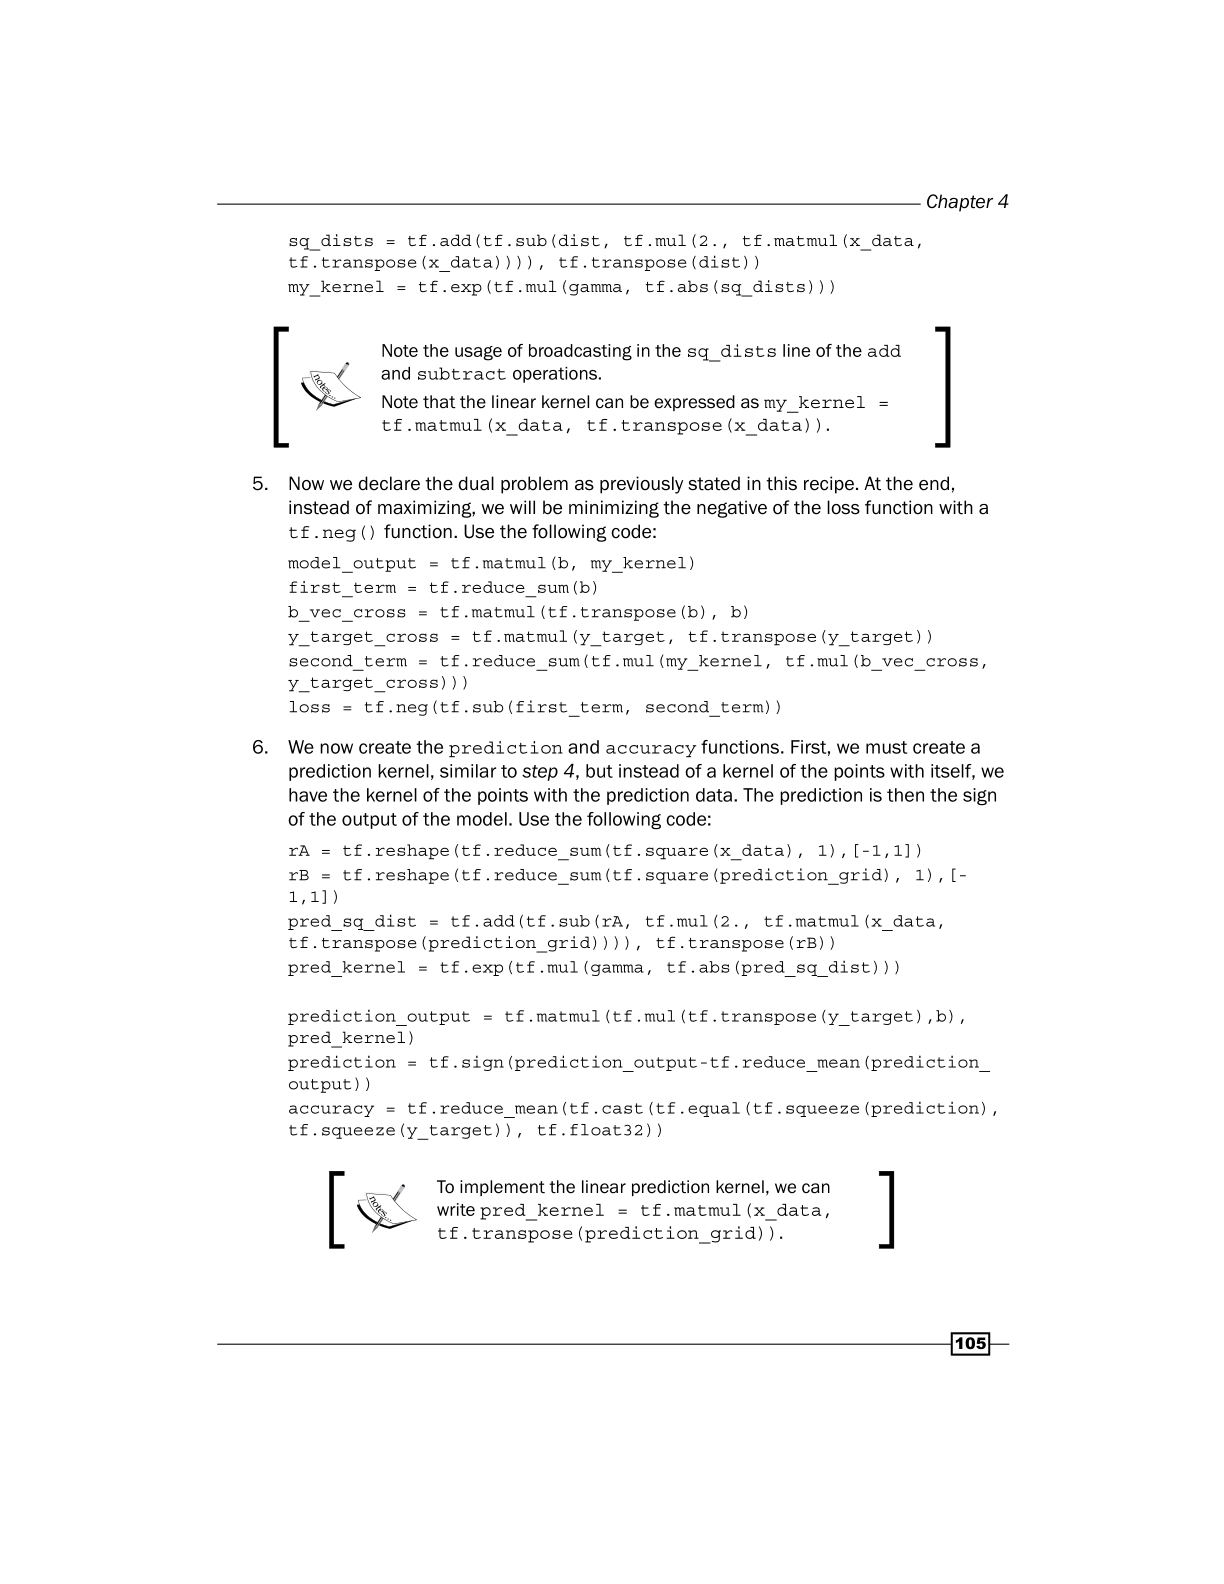 Chapter 4
sq_dists = tf.add(tf.sub(dist, tf.mul(2., tf.matmul(x_data,
tf.transpose(x_data)))), tf.transpose(dist))
my_kernel = tf.exp(tf.mul(gamma, tf.abs(sq_dists)))
notes...
Note the usage of broadcasting in the sq_dists line of the add
and subtract operations.
Note that the linear kernel can be expressed as my_kernel =
tf.matmul(x_data, tf.transpose(x_data)).
5. Now we declare the dual problem as previously stated in this recipe. At the end,
instead of maximizing, we will be minimizing the negative of the loss function with a
tf.neg() function. Use the following code:
model_output = tf.matmul(b, my_kernel)
first_term = tf.reduce_sum(b)
b_vec_cross = tf.matmul(tf.transpose(b), b)
y_target_cross = tf.matmul(y_target, tf.transpose(y_target))
second_term = tf.reduce_sum(tf.mul(my_kernel, tf.mul(b_vec_cross,
y_target_cross)))
loss = tf.neg(tf.sub(first_term, second_term))
6. We now create the prediction and accuracy functions. First, we must create a
prediction kernel, similar to step 4, but instead of a kernel of the points with itself, we
have the kernel of the points with the prediction data. The prediction is then the sign
of the output of the model. Use the following code:
rA = tf.reshape(tf.reduce_sum(tf.square(x_data), 1),[-1,1])
rB = tf.reshape(tf.reduce_sum(tf.square(prediction_grid), 1),[-
1,1])
pred_sq_dist = tf.add(tf.sub(rA, tf.mul(2., tf.matmul(x_data,
tf.transpose(prediction_grid)))), tf.transpose(rB))
pred_kernel = tf.exp(tf.mul(gamma, tf.abs(pred_sq_dist)))
prediction_output = tf.matmul(tf.mul(tf.transpose(y_target),b),
pred_kernel)
prediction = tf.sign(prediction_output-tf.reduce_mean(prediction_
output))
accuracy = tf.reduce_mean(tf.cast(tf.equal(tf.squeeze(prediction),
tf.squeeze(y_target)), tf.float32))
notes...
To implement the linear prediction kernel, we can
write pred_kernel = tf.matmul(x_data,
tf.transpose(prediction_grid)).
105